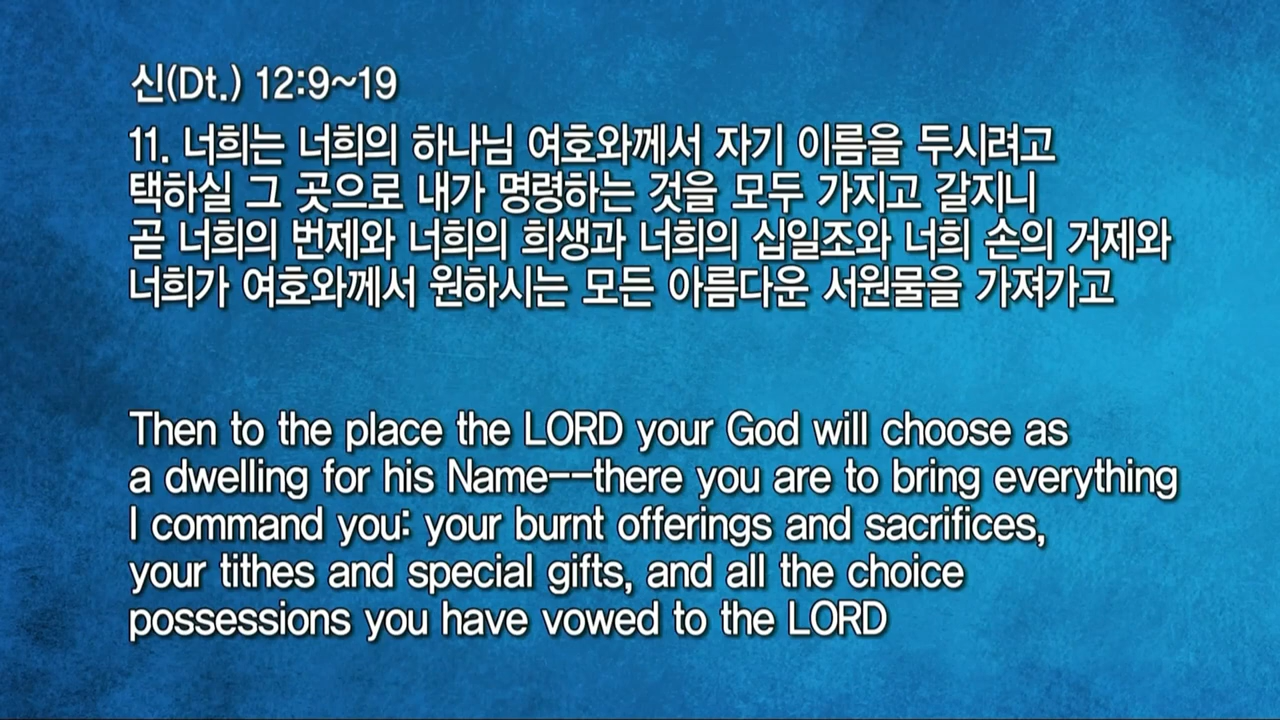 신(Dt.) 12:9~19
11. 너희는 너희의 하나님 여호와께서 자기 이름을 두시려고
택하실 그 곳으로 내가 명령하는 것을 모두 가지고 갈지니
곧 너희의 번제와 너희의 희생과 너희의 십일조와 너희 손의 거제와
너희가 여호와께서 원하시는 모든 아름다운 서원물을 가져가고
Then to the place the LORD your God will choose as
a dwelling for his Name--there you are to bring everything
I command you: your burnt offerings and sacrifices,
your tithes and special gifts, and all the choice
possessions you have vowed to the LORD